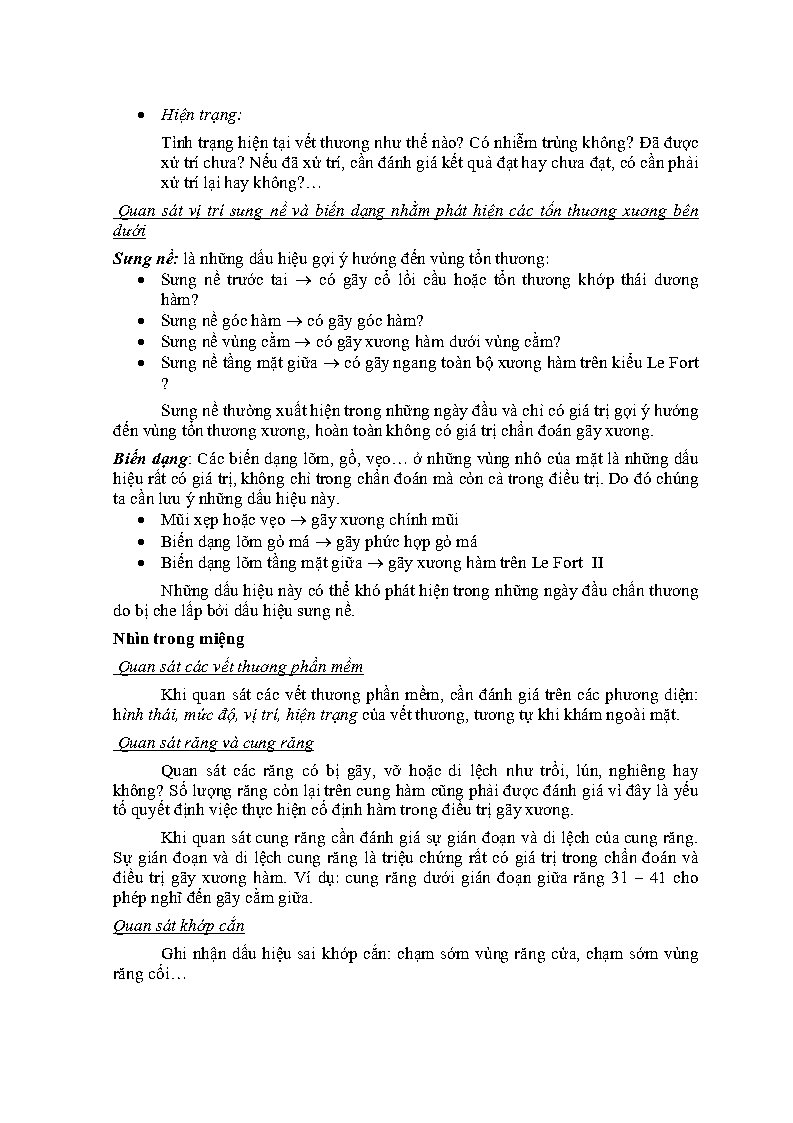 • Hiện trạng:
Tình trạng hiện tại vết thương như thế nào? Có nhiễm trùng không? Đã được
xử trí chưa? Nếu đã xử trí, cần đánh giá kết quả đạt hay chưa đạt, có cần phải
xử trí lại hay không?…
Quan sát vị trí sung nề và biến dạng nhằm phát hiện các tổn thương xương bên
dưới
Sưng nề: là những dấu hiệu gợi ý hướng đến vùng tổn thương:
• Sưng nề trước tai → có gãy cổ lồi cầu hoặc tổn thương khớp thái dương
hàm?
• Sưng nề góc hàm → có gãy góc hàm?
• Sưng nề vùng cằm → có gãy xương hàm dưới vùng cằm?
• Sưng nề tầng mặt giữa → có gãy ngang toàn bộ xương hàm trên kiểu Le Fort
?
Sưng nề thường xuất hiện trong những ngày đầu và chỉ có giá trị gợi ý hướng
đến vùng tổn thương xương, hoàn toàn không có giá trị chẩn đoán gãy xương.
Biến dạng: Các biến dạng lõm, gồ, vẹo… ở những vùng nhô của mặt là những dấu
hiệu rất có giá trị, không chỉ trong chẩn đoán mà còn cả trong điều trị. Do đó chúng
ta cần lưu ý những dấu hiệu này.
• Mũi xẹp hoặc vẹo → gãy xương chính mũi
• Biến dạng lõm gò má → gãy phức hợp gò má
• Biến dạng lõm tầng mặt giữa → gãy xương hàm trên Le Fort II
Những dấu hiệu này có thể khó phát hiện trong những ngày đầu chấn thương
do bị che lấp bởi dấu hiệu sưng nề.
Nhìn trong miệng
Quan sát các vết thương phần mềm
Khi quan sát các vết thương phần mềm, cần đánh giá trên các phương diện:
hình thái, mức độ, vị trí, hiện trạng của vết thương, tương tự khi khám ngoài mặt.
Quan sát răng và cung răng
Quan sát các răng có bị gãy, vỡ hoặc di lệch như trồi, lún, nghiêng hay
không? Số lượng răng còn lại trên cung hàm cũng phải được đánh giá vì đây là yếu
tố quyết định việc thực hiện cố định hàm trong điều trị gãy xương.
Khi quan sát cung răng cần đánh giá sự gián đoạn và di lệch của cung răng.
Sự gián đoạn và di lệch cung răng là triệu chứng rất có giá trị trong chẩn đoán và
điều trị gãy xương hàm. Ví dụ: cung răng dưới gián đoạn giữa răng 31 – 41 cho
phép nghĩ đến gãy cằm giữa.
Quan sát khớp cắn
Ghi nhận dấu hiệu sai khớp cắn: chạm sớm vùng răng cửa, chạm sớm vùng
răng cối…